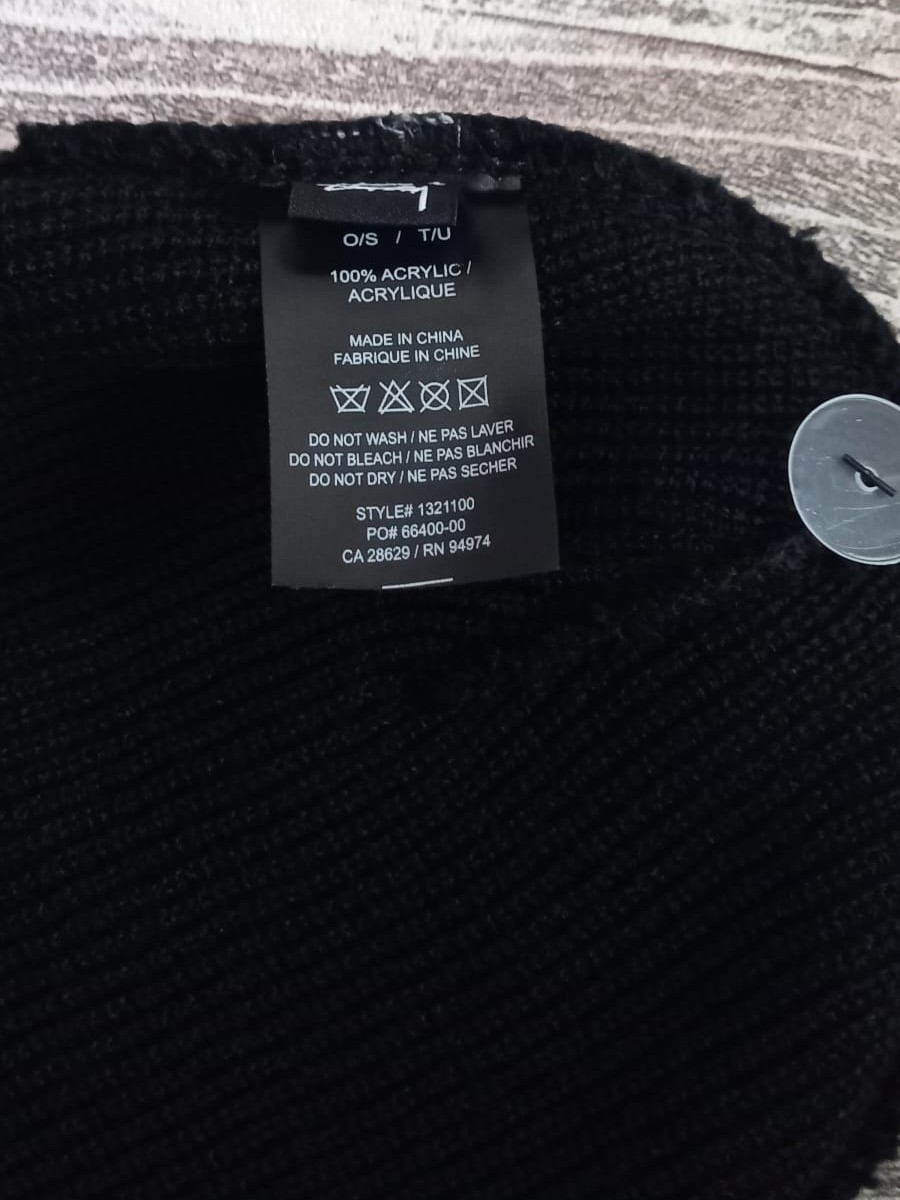 O/S / T/U
100% ACRYLIC /
ACRYLIQUE
MADE IN CHINA
FABRIQUE IN CHINE
DO NOT WASH / NE PAS LAVER
DO NOT BLEACH / NE PAS BLANCHIR
DO NOT DRY / NE PAS SECHER
STYLE# 1321100
PO# 66400-00
CA 28629 / RN 94974